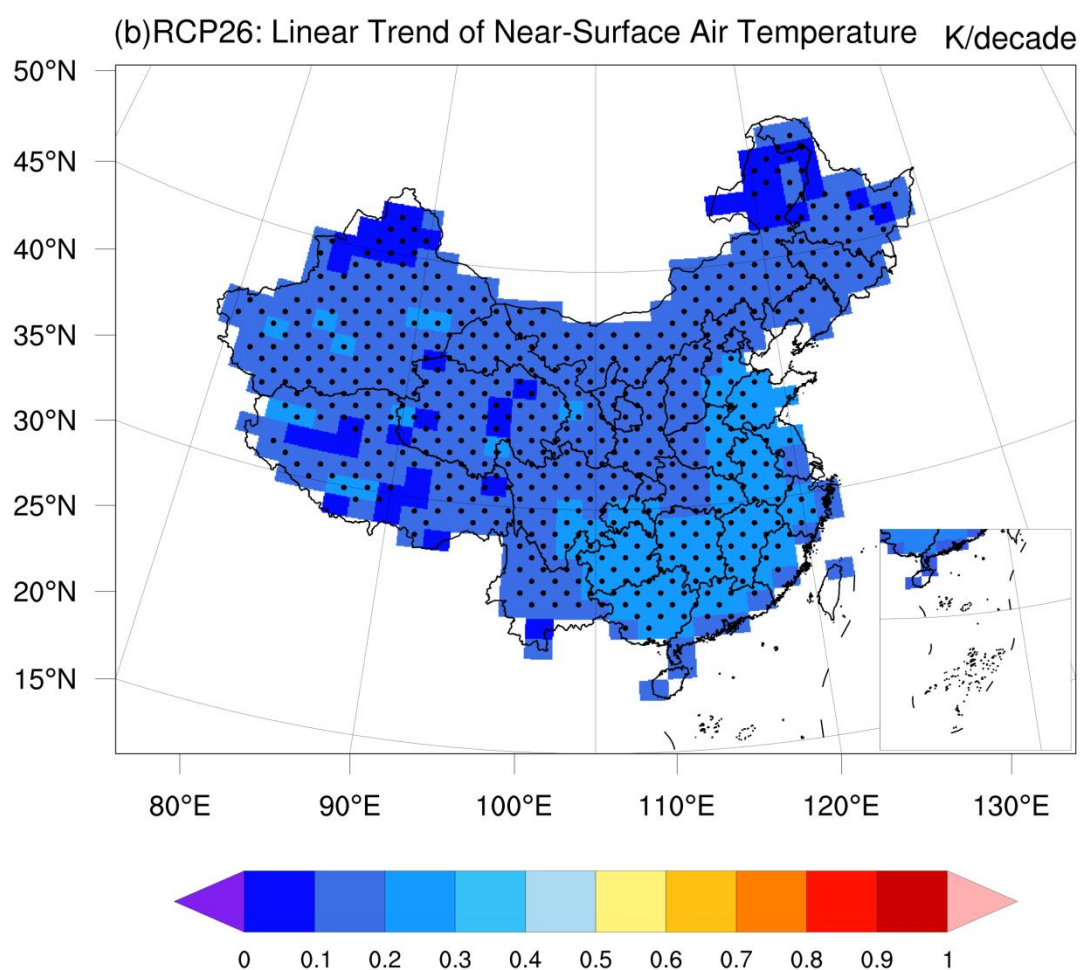 (b)RCP26: Linear Trend of Near-Surface Air Temperature K/decade
50°N
45°N
40°N
35°N
30°N
25°N
20°N
15°N
80°E 90°E 100°E 110°E 120°E 130°E
0 0.1 0.2 0.3 0.4 0.5 0.6 0.7 0.8 0.9 1